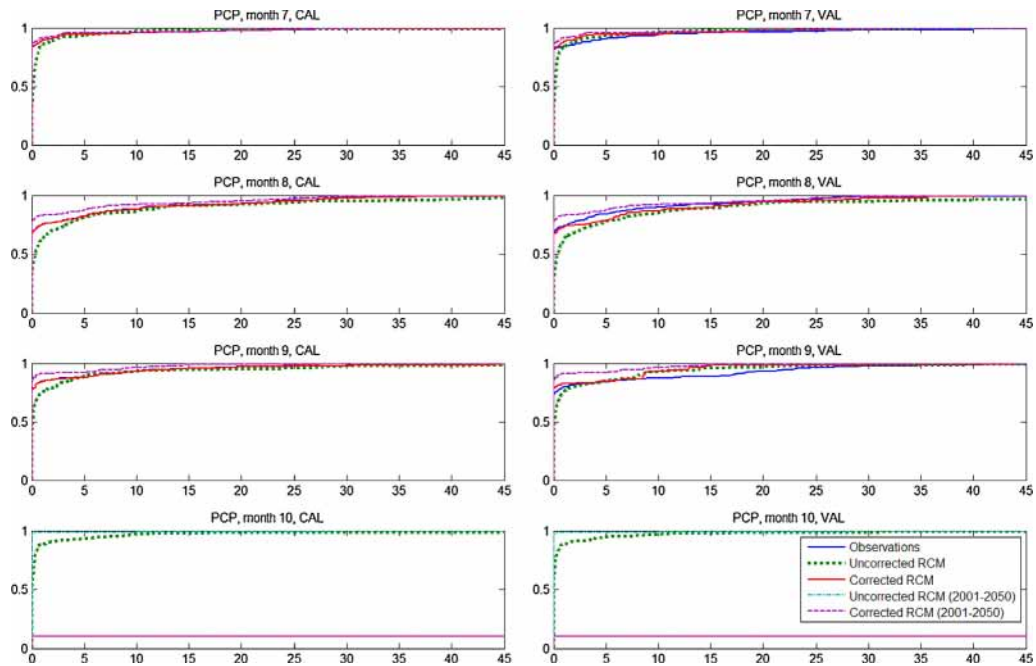 PCP, month 7, CAL
1
0.5
0
0 5 10 15 20 25 30 35 40 45
PCP, month 7, VAL
1
0.5
0
0 5 10 15 20 25 30 35 40 45
PCP, month 8, CAL
1
0.5
0
0 5 10 15 20 25 30 35 40 45
PCP, month 8, VAL
1
0.5
0
0 5 10 15 20 25 30 35 40 45
PCP, month 9, CAL
1
0.5
0
0 5 10 15 20 25 30 35 40 45
PCP, month 9, VAL
1
0.5
0
0 5 10 15 20 25 30 35 40 45
PCP, month 10, CAL
1
0.5
0
0 5 10 15 20 25 30 35 40 45
PCP, month 10, VAL
1
0.5
0
0 5 10 15 20 25 30 35 40 45
Observations
Uncorrected RCM
Corrected RCM
Uncorrected RCM (2001-2050)
Corrected RCM (2001-2050)